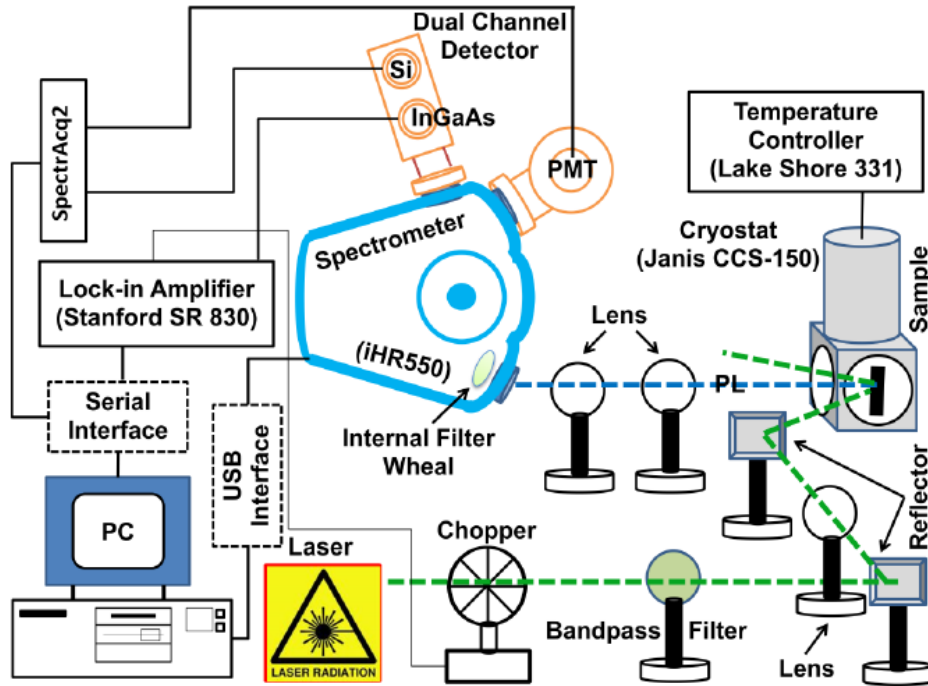 Dual Channel
Detector
Si
InGaAs
PMT
SpectrAcq2
Temperature
Controller
(Lake Shore 331)
Spectrometer
(iHR550)
Cryostat
(Janis CCS-150)
Sample
Lock-in Amplifier
(Stanford SR 830)
Lens
PL
Serial
Interface
Internal Filter
Wheal
USB
Interface
Reflector
PC
Laser
Chopper
Bandpass Filter
Lens
LASER RADIATION